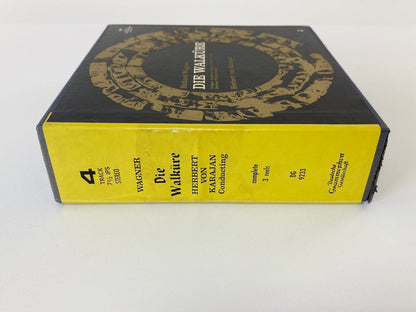 DIE WALKÜRE
4
TRACK
7½ IPS
STEREO
WAGNER
Die
Walküre
HERBERT
VON
KARAJAN
Conducting
complete
3 reels
DG
9233
Deutsche
Grammophon
Gesellschaft